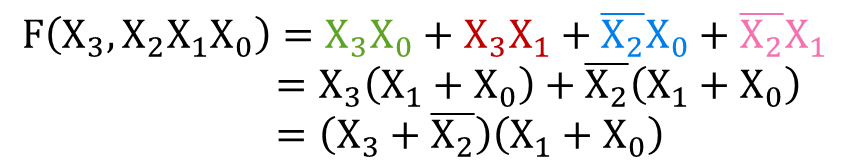 F(X₃,X₂X₁X₀) = X₃X₀ + X₃X₁ + X̅₂X₀ + X̅₂X₁
= X₃(X₁ + X₀) + X̅₂(X₁ + X₀)
= (X₃ + X̅₂)(X₁ + X₀)